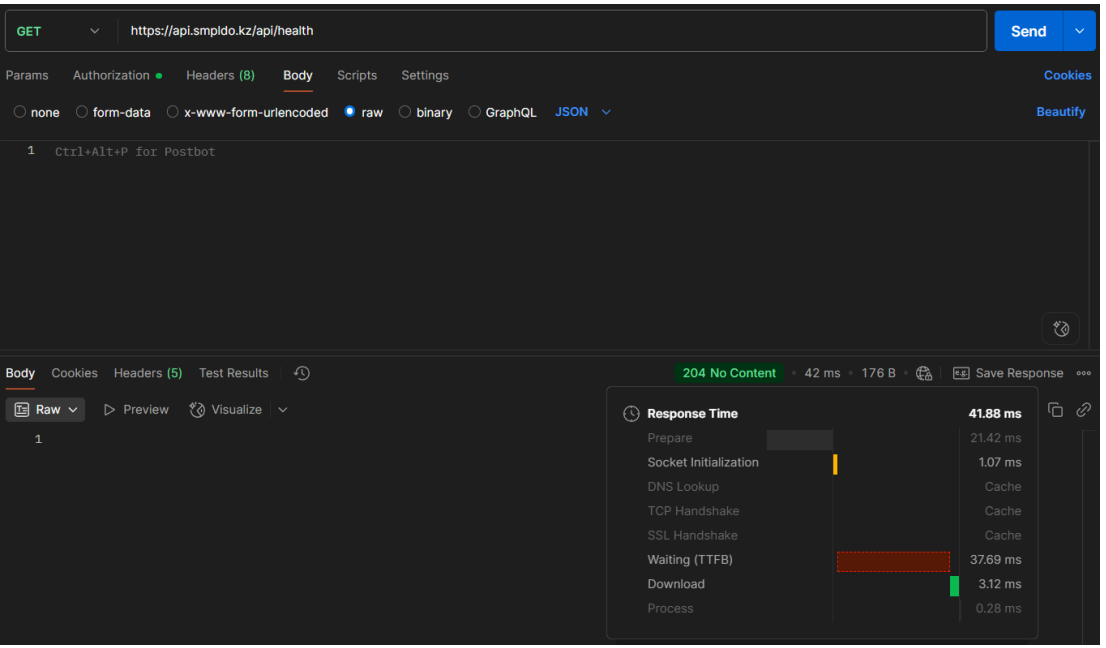 GET https://api.smpldo.kz/api/health Send
Params Authorization Headers (8) Body Scripts Settings Cookies
none form-data x-www-form-urlencoded raw binary GraphQL JSON Beautify
1 Ctrl+Alt+P for Postbot
Body Cookies Headers (5) Test Results 204 No Content 42 ms 176 B e.g. Save Response
Raw Preview Visualize
1
Response Time 41.88 ms
Prepare 21.42 ms
Socket Initialization 1.07 ms
DNS Lookup Cache
TCP Handshake Cache
SSL Handshake Cache
Waiting (TTFB) 37.69 ms
Download 3.12 ms
Process 0.28 ms